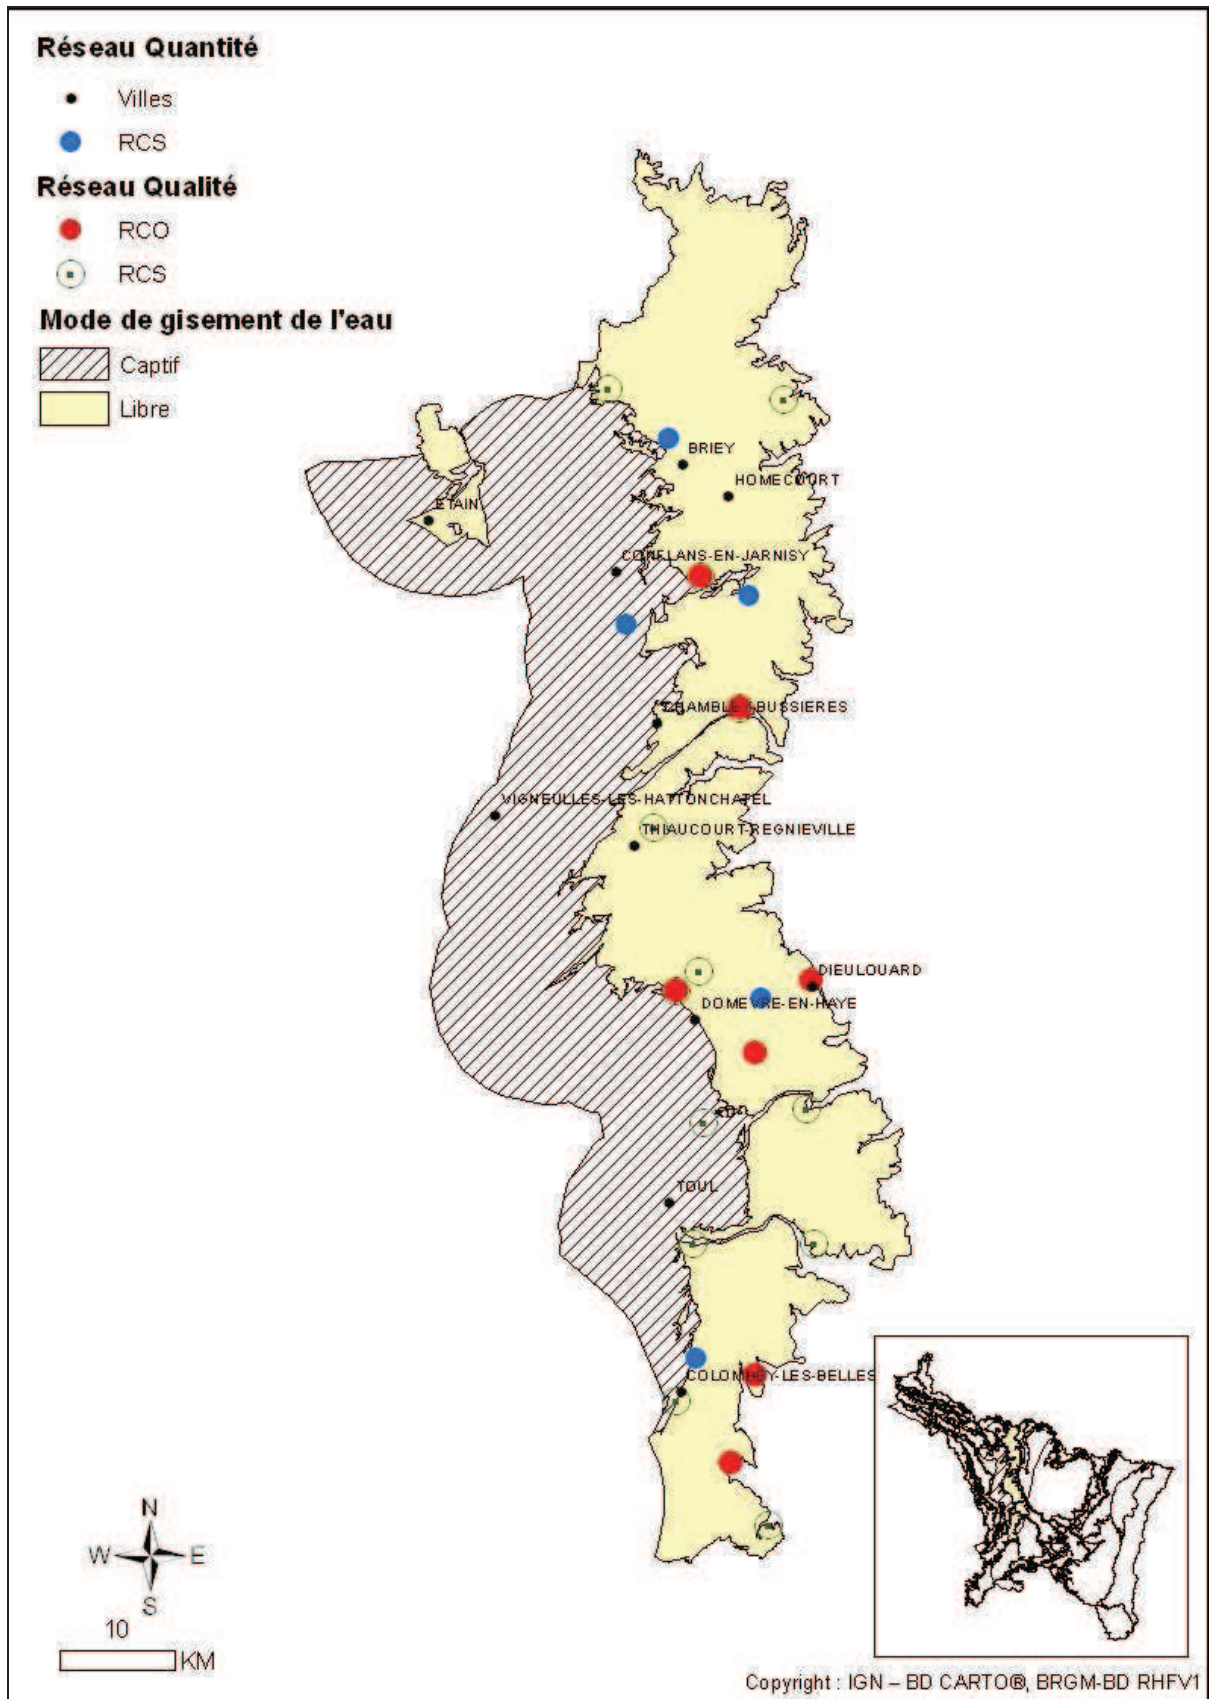 Réseau Quantité
Villes
RCS
Réseau Qualité
RCO
RCS
Mode de gisement de l'eau
Captif
Libre
BRIEY
HOMECOURT
ETAIN
CONFLANS-EN-JARNISY
CHAMBLEY-BUSSIERES
VIGNEULLES-LES-HATTONCHATEL
THIAUCOURT-REGNIEVILLE
DIEULOUARD
DOMEVRE-EN-HAYE
TOUL
COLOMBEY-LES-BELLES
N
W E
S
10
KM
Copyright : IGN – BD CARTO®, BRGM-BD RHFV1